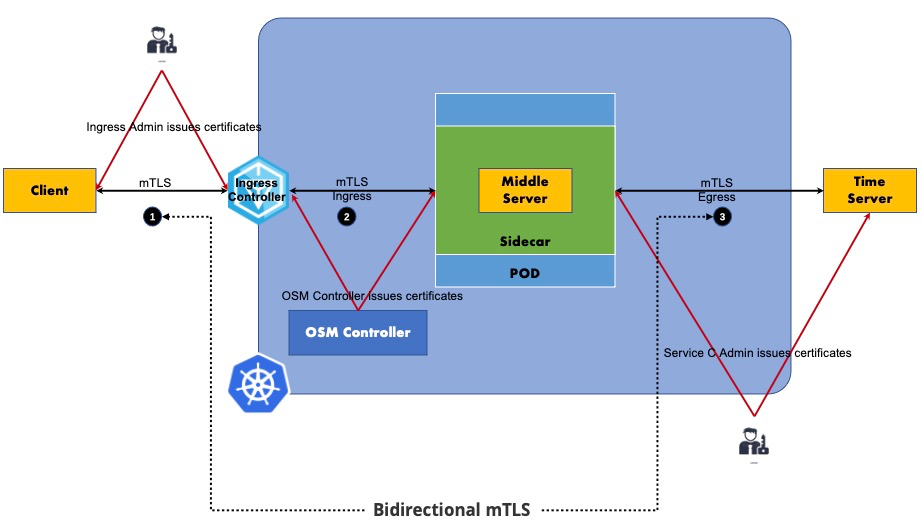 Ingress Admin issues certificates
Client
mTLS
1
Ingress
Controller
mTLS
Ingress
2
Middle
Server
Sidecar
POD
mTLS
Egress
3
Time
Server
OSM Controller issues certificates
OSM Controller
Service C Admin issues certificates
Bidirectional mTLS